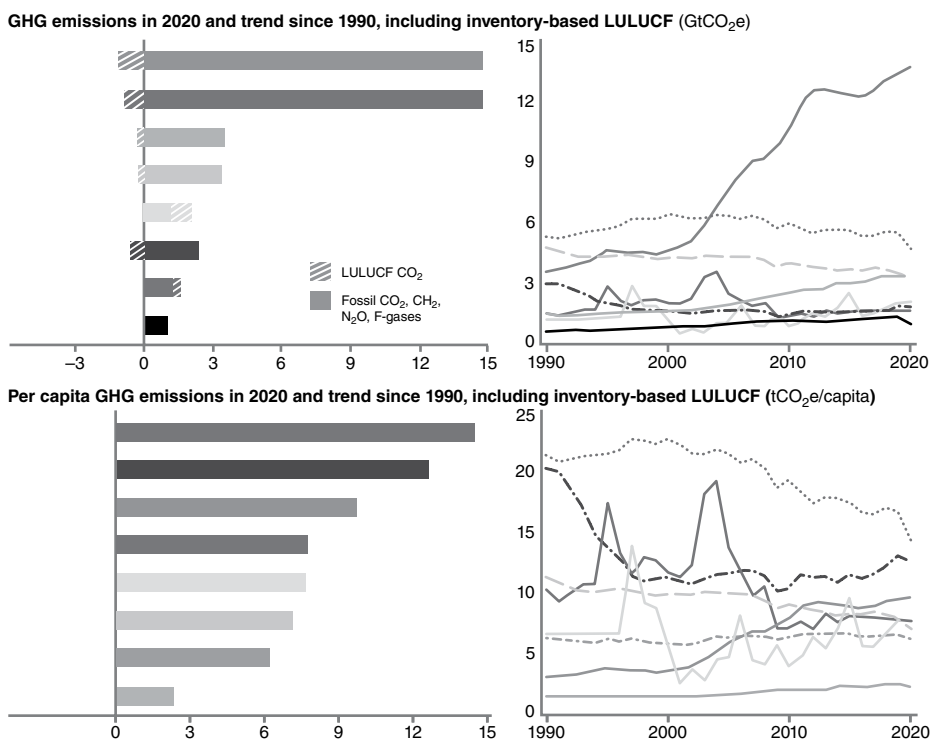 GHG emissions in 2020 and trend since 1990, including inventory-based LULUCF (GtCO₂e)
15
12
9
6
3
0
LULUCF CO₂
Fossil CO₂, CH₂,
N₂O, F-gases
−3 0 3 6 9 12 15
1990 2000 2010 2020
Per capita GHG emissions in 2020 and trend since 1990, including inventory-based LULUCF (tCO₂e/capita)
25
20
15
10
5
0
0 3 6 9 12 15
1990 2000 2010 2020